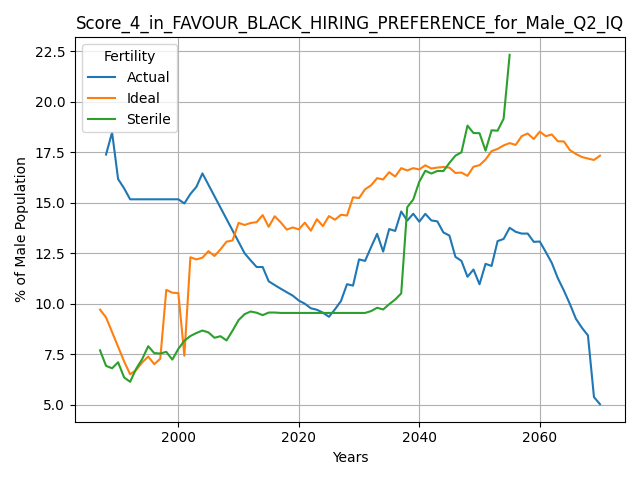 Score_4_in_FAVOUR_BLACK_HIRING_PREFERENCE_for_Male_Q2_IQ
Fertility
Actual
Ideal
Sterile
% of Male Population
22.5
20.0
17.5
15.0
12.5
10.0
7.5
5.0
2000
2020
2040
2060
Years